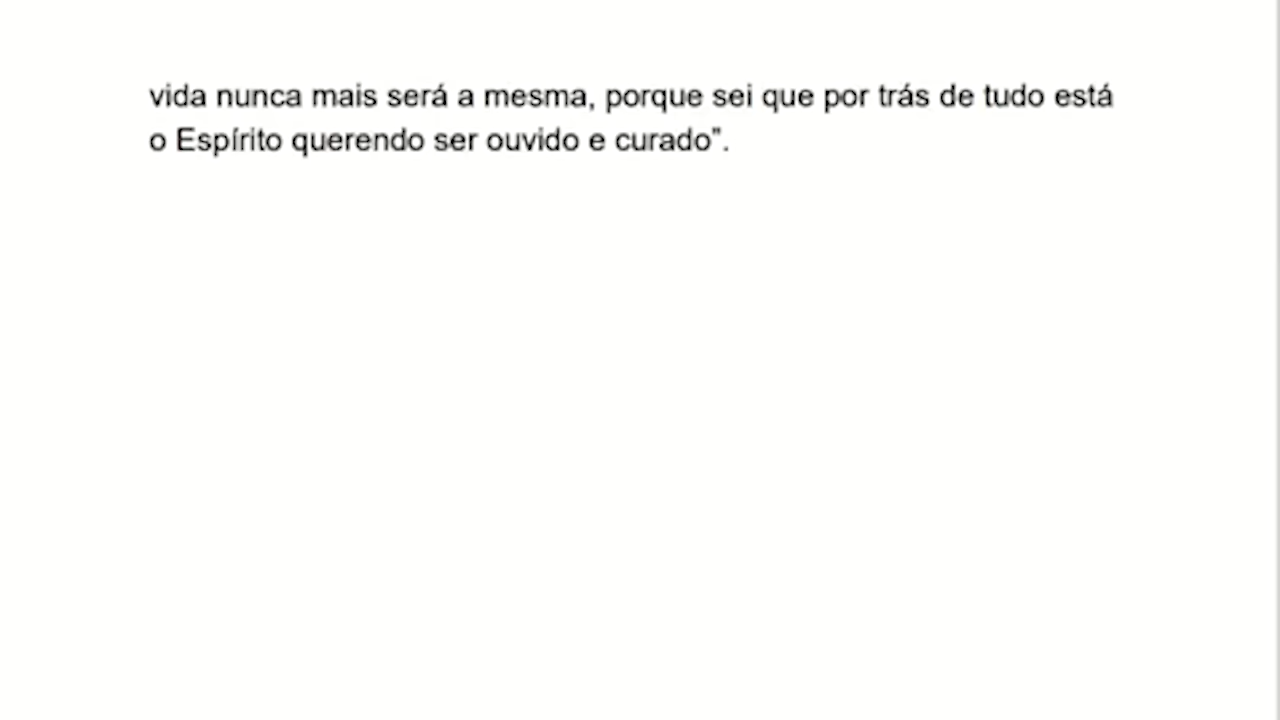 vida nunca mais será a mesma, porque sei que por trás de tudo está
o Espírito querendo ser ouvido e curado”.